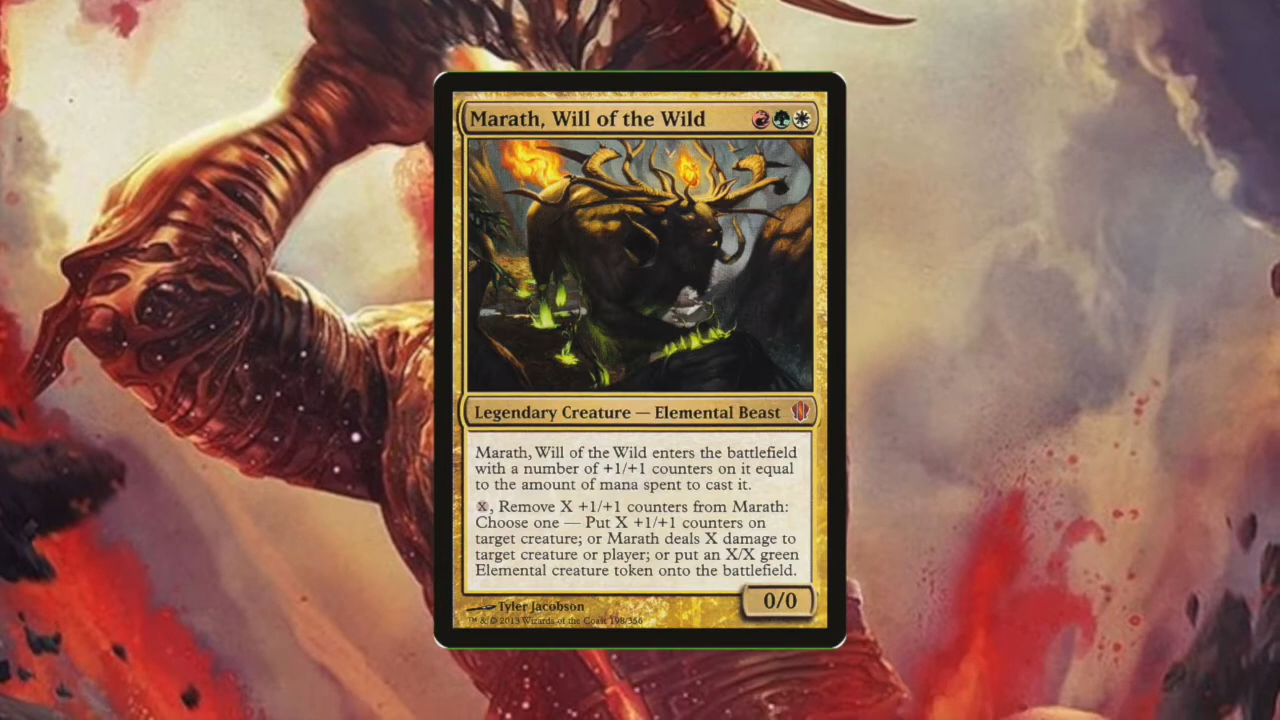 Marath, Will of the Wild
Legendary Creature — Elemental Beast
Marath, Will of the Wild enters the battlefield
with a number of +1/+1 counters on it equal
to the amount of mana spent to cast it.
X, Remove X +1/+1 counters from Marath:
Choose one — Put X +1/+1 counters on
target creature; or Marath deals X damage to
target creature or player; or put an X/X green
Elemental creature token onto the battlefield.
0/0
Tyler Jacobson
™ & © 2013 Wizards of the Coast 198/356